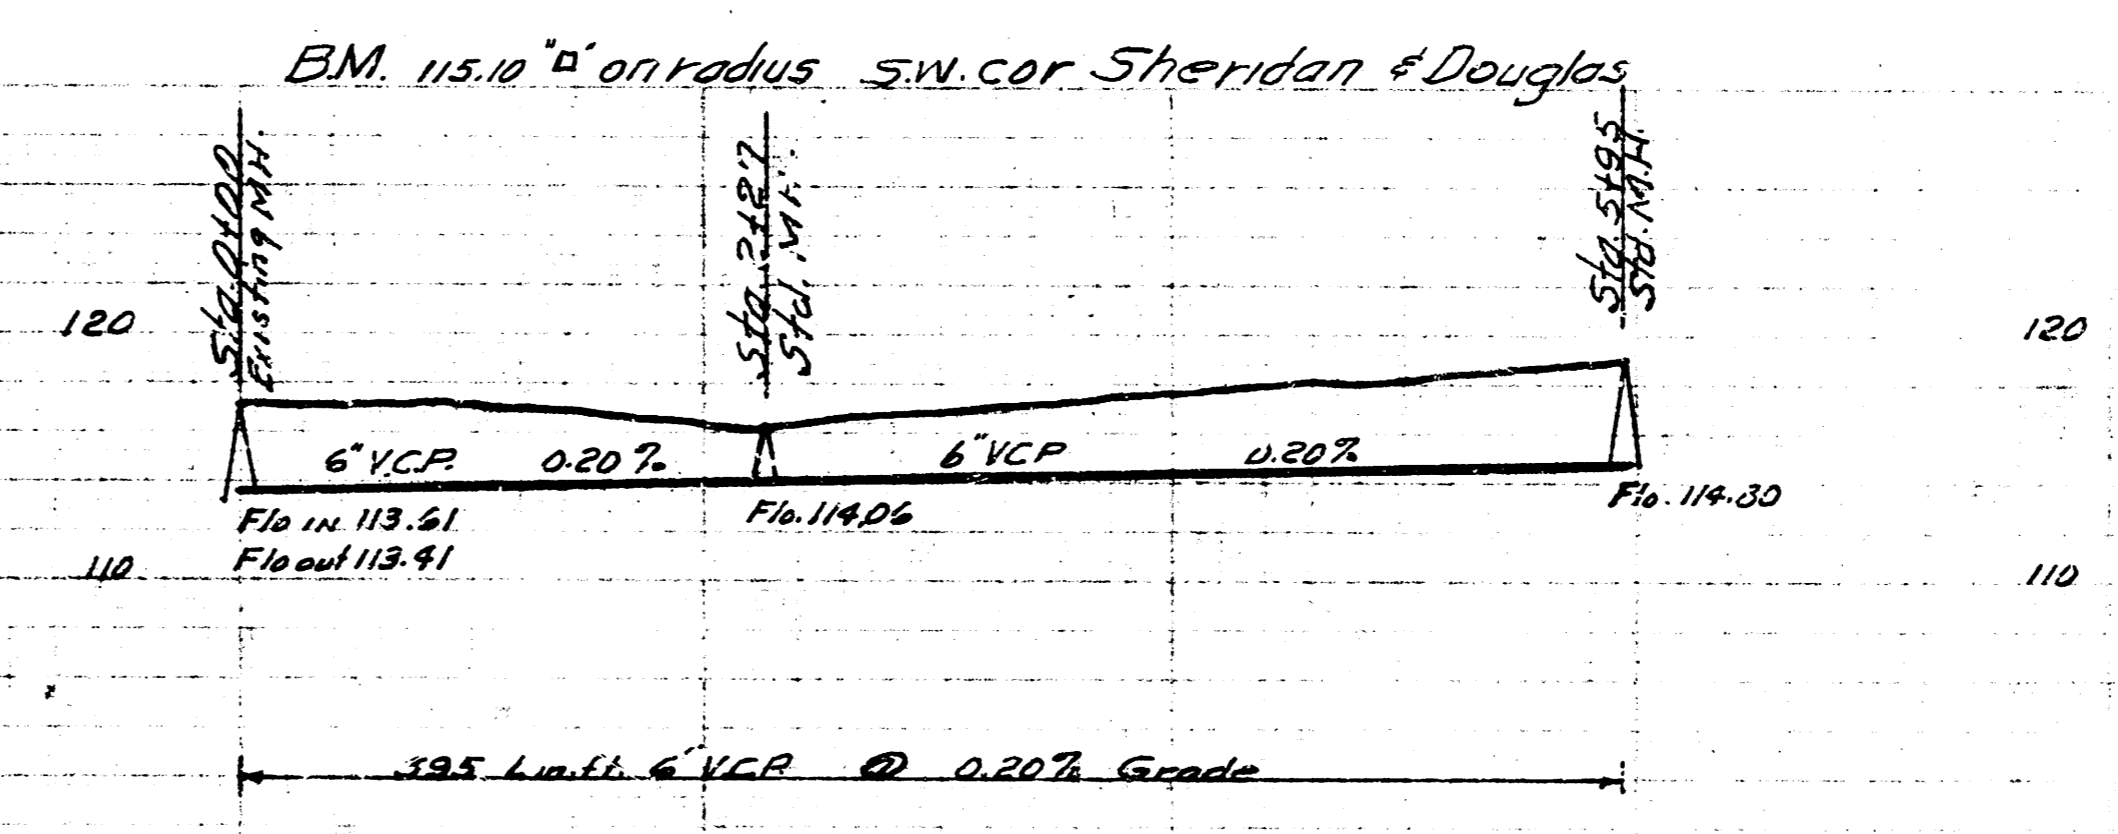 B.M. 115.10 "□" on radius S.W. cor Sheridan & Douglas
Sta. 0+00
Existing M.H.
Sta. 2+27
Std. M.H.
Sta. 5+95
Std. M.H.
120
120
6" V.C.P. 0.20%
6" VCP 0.20%
Flo IN 113.61
Flo out 113.41
Flo. 114.06
Flo. 114.80
110
110
595 Lin. ft. 6" V.C.P. @ 0.20% Grade